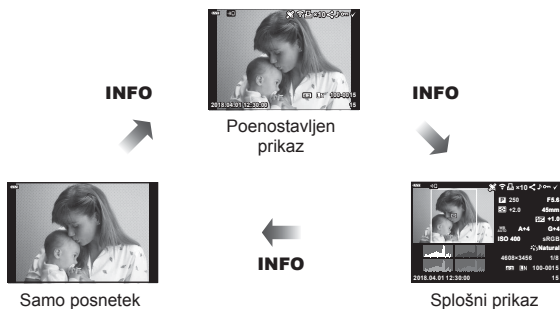 ×10
100-0015
2018.04.01 12:30:00 15
INFO
INFO
Poenostavljen
prikaz
×10
P 250 F5.6
+2.0 45mm
+1.0
A+4 G+4
ISO 400 sRGB
Natural
4608×3456 1/8
N 100-0015
2018.04.01 12:30:00 15
INFO
Samo posnetek
Splošni prikaz